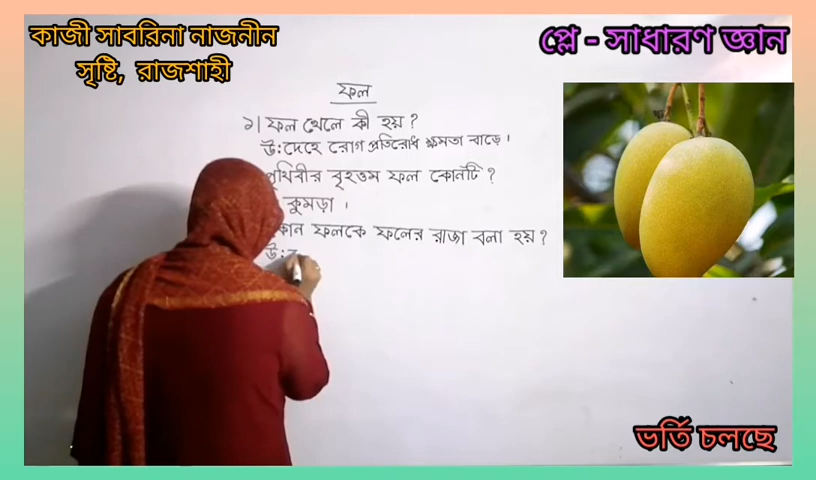 কাজী সাবরিনা নাজনীন
সৃষ্টি, রাজশাহী
প্লে - সাধারণ জ্ঞান
ফল
১। ফল খেলে কী হয় ?
উ: দেহে রোগ প্রতিরোধ ক্ষমতা বাড়ে ।
পৃথিবীর বৃহত্তম ফল কোনটি ?
কুমড়া ।
কোন ফলকে ফলের রাজা বলা হয় ?
উ:
ভর্তি চলছে